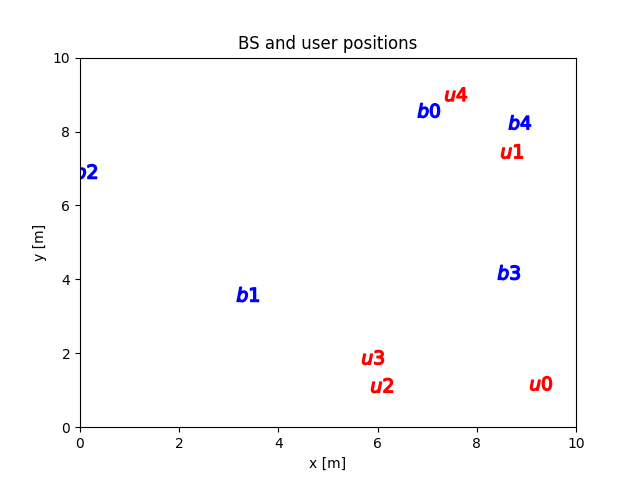 BS and user positions
10
u4
b0
b4
8
u1
b2
6
y [m]
4
b3
b1
2
u3
u2
u0
0
0 2 4 6 8 10
x [m]